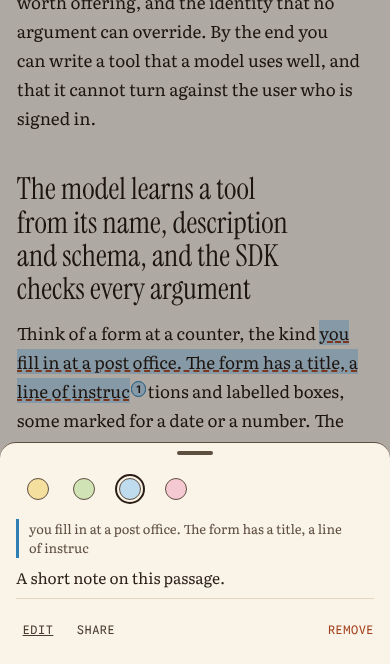 worth offering, and the identity that no
argument can override. By the end you
can write a tool that a model uses well, and
that it cannot turn against the user who is
signed in.
The model learns a tool
from its name, description
and schema, and the SDK
checks every argument
Think of a form at a counter, the kind you
fill in at a post office. The form has a title, a
line of instruc1tions and labelled boxes,
some marked for a date or a number. The
you fill in at a post office. The form has a title, a line
of instruc
A short note on this passage.
EDIT SHARE REMOVE